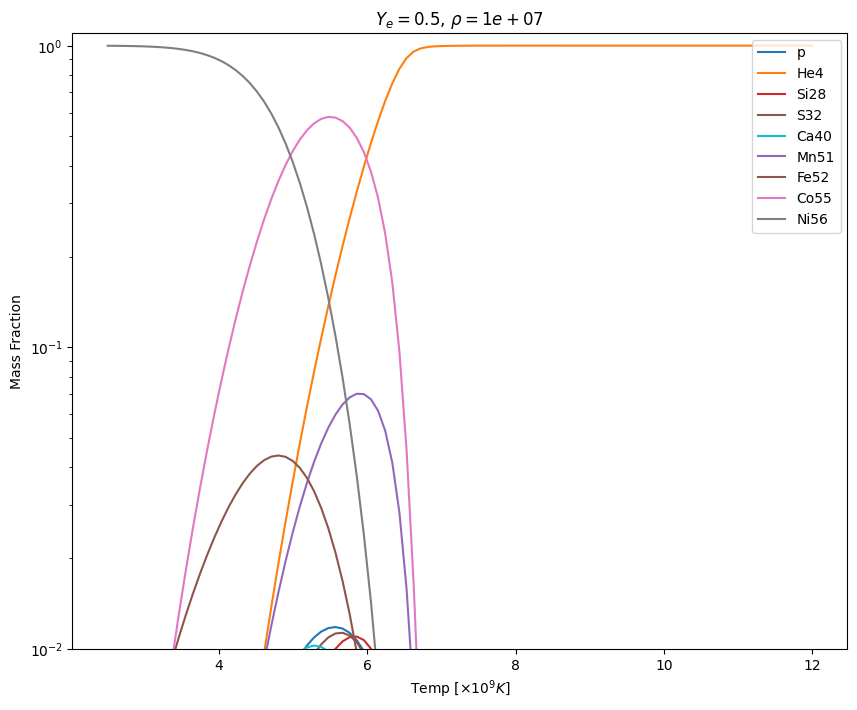 $Y_e = 0.5$, $\rho = 1e + 07$
10⁰
10⁻¹
10⁻²
Mass Fraction
4 6 8 10 12
Temp [×10⁹K]
p
He4
Si28
S32
Ca40
Mn51
Fe52
Co55
Ni56